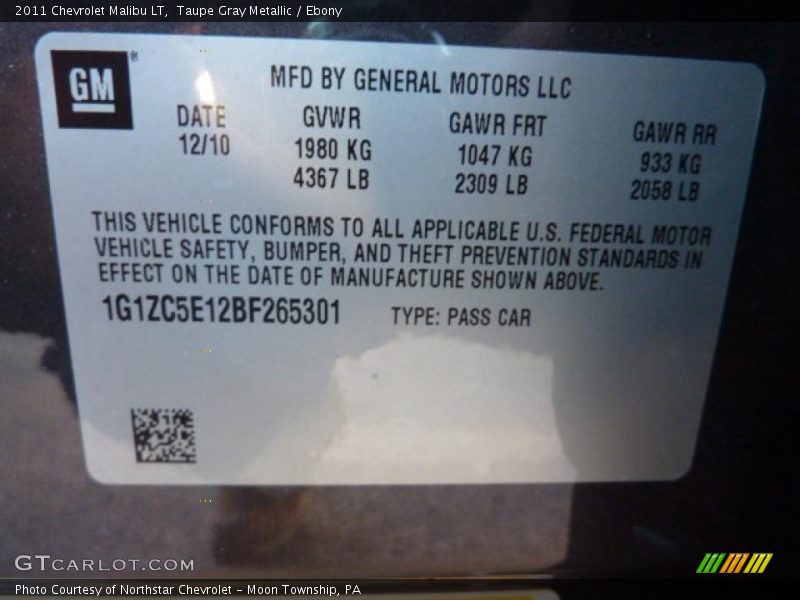 2011 Chevrolet Malibu LT,  Taupe Gray Metallic / Ebony
GM
MFD BY GENERAL MOTORS LLC
DATE GVWR GAWR FRT GAWR RR
12/10 1980 KG 1047 KG 933 KG
4367 LB 2309 LB 2058 LB
THIS VEHICLE CONFORMS TO ALL APPLICABLE U.S. FEDERAL MOTOR
VEHICLE SAFETY, BUMPER, AND THEFT PREVENTION STANDARDS IN
EFFECT ON THE DATE OF MANUFACTURE SHOWN ABOVE.
1G1ZC5E12BF265301 TYPE: PASS CAR
GTCARLOT.COM
Photo Courtesy of Northstar Chevrolet - Moon Township, PA